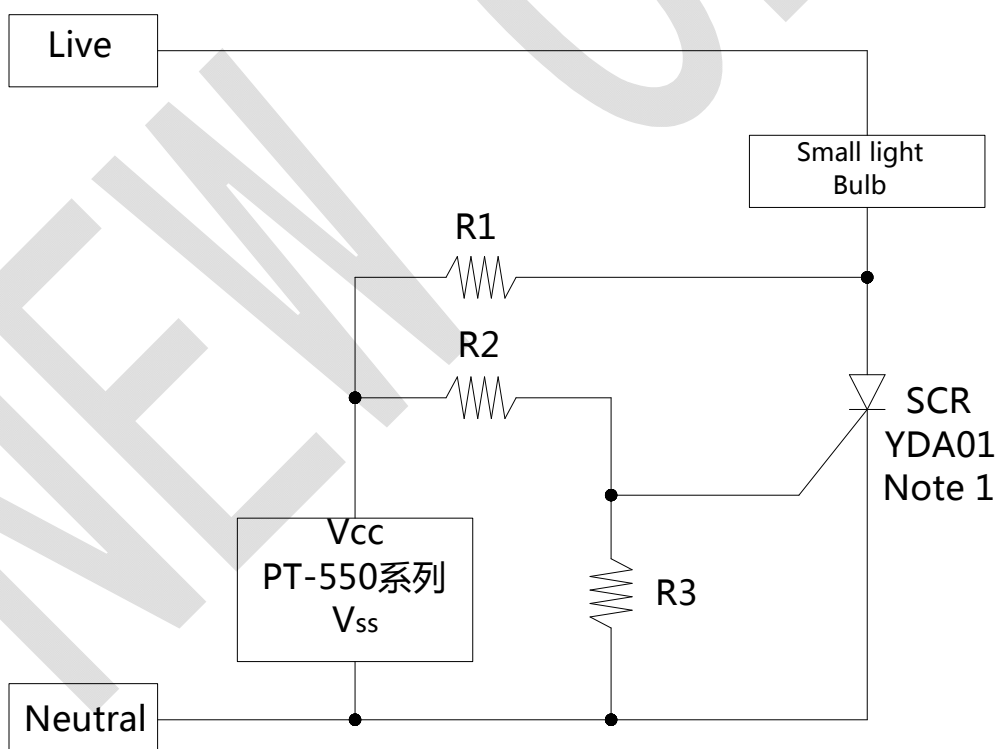 Live
Small light
Bulb
R1
R2
SCR
YDA01
Note 1
Vcc
PT-550系列
Vss
R3
Neutral